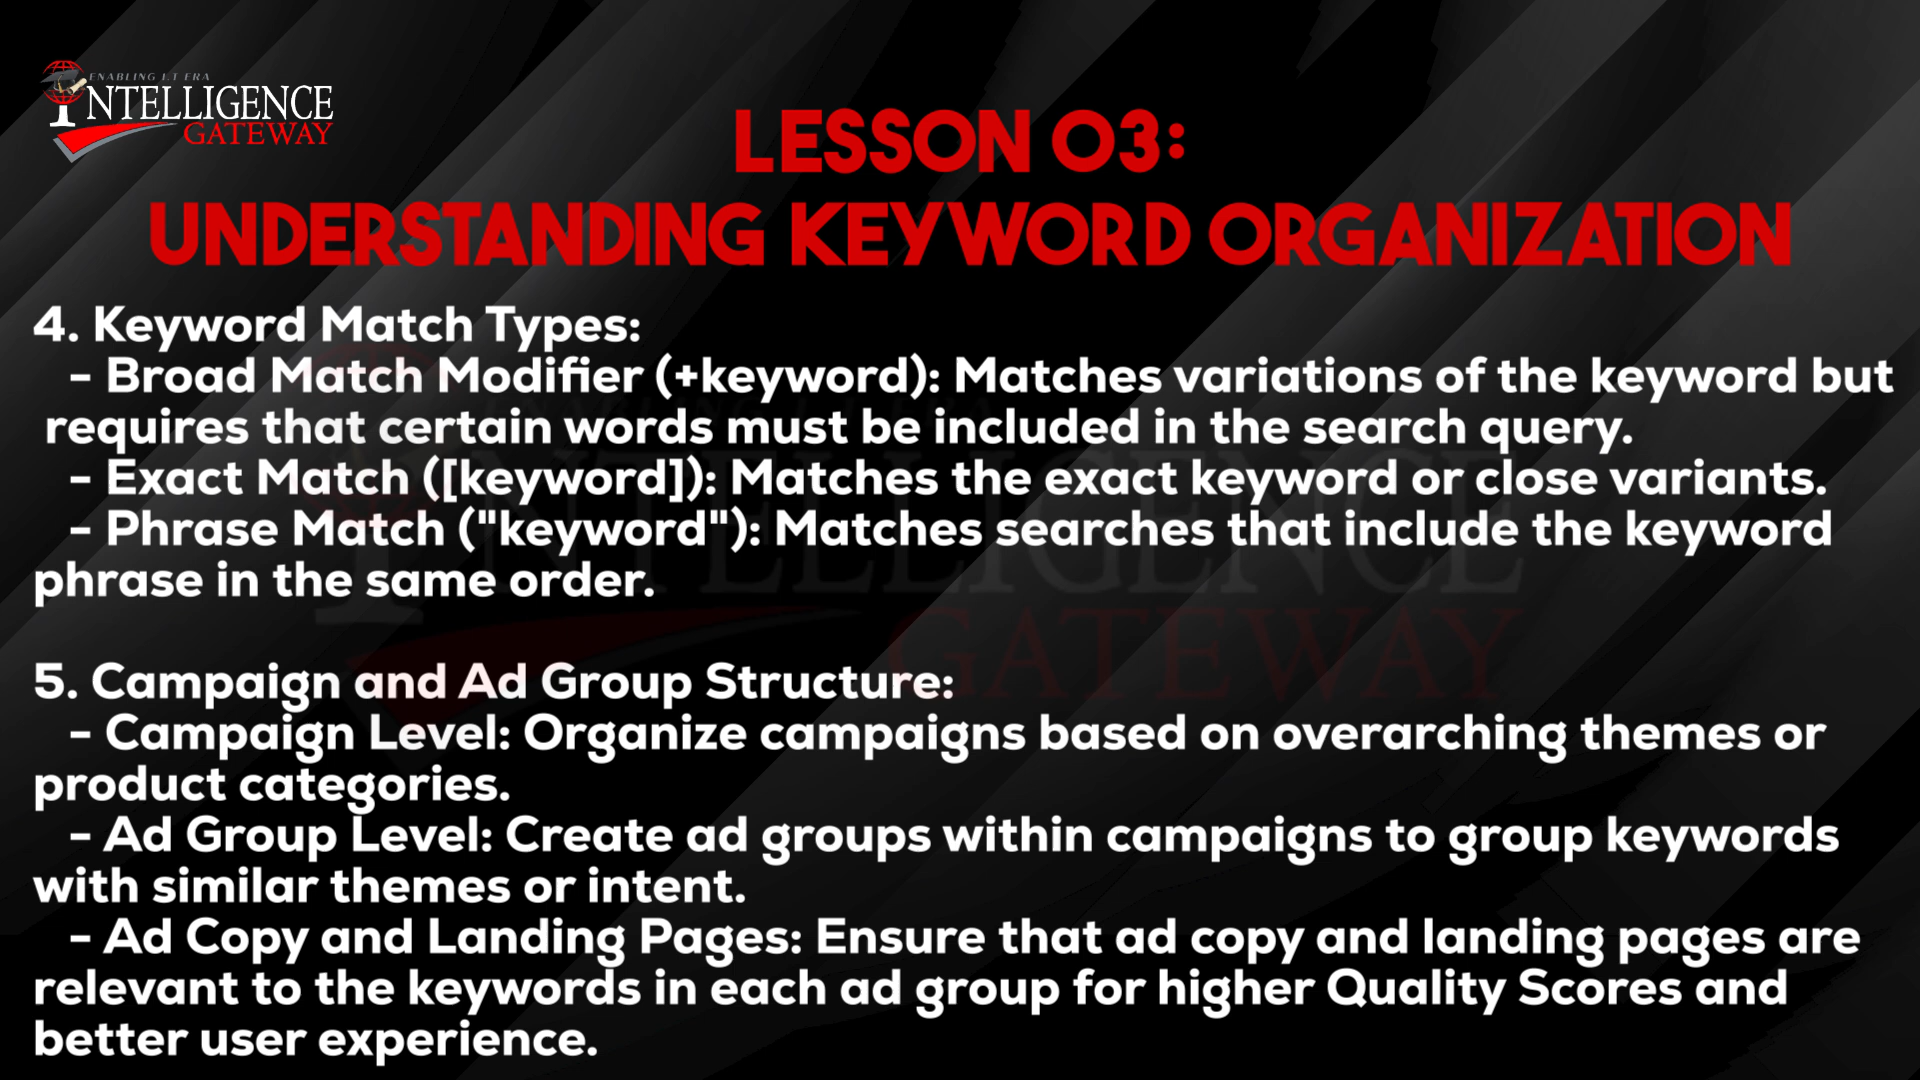 ENABLING I.T ERA
INTELLIGENCE
GATEWAY
LESSON 03:
UNDERSTANDING KEYWORD ORGANIZATION
4. Keyword Match Types:
- Broad Match Modifier (+keyword): Matches variations of the keyword but
requires that certain words must be included in the search query.
- Exact Match ([keyword]): Matches the exact keyword or close variants.
- Phrase Match ("keyword"): Matches searches that include the keyword
phrase in the same order.
5. Campaign and Ad Group Structure:
- Campaign Level: Organize campaigns based on overarching themes or
product categories.
- Ad Group Level: Create ad groups within campaigns to group keywords
with similar themes or intent.
- Ad Copy and Landing Pages: Ensure that ad copy and landing pages are
relevant to the keywords in each ad group for higher Quality Scores and
better user experience.
INTELLIGENCE
GATEWAY